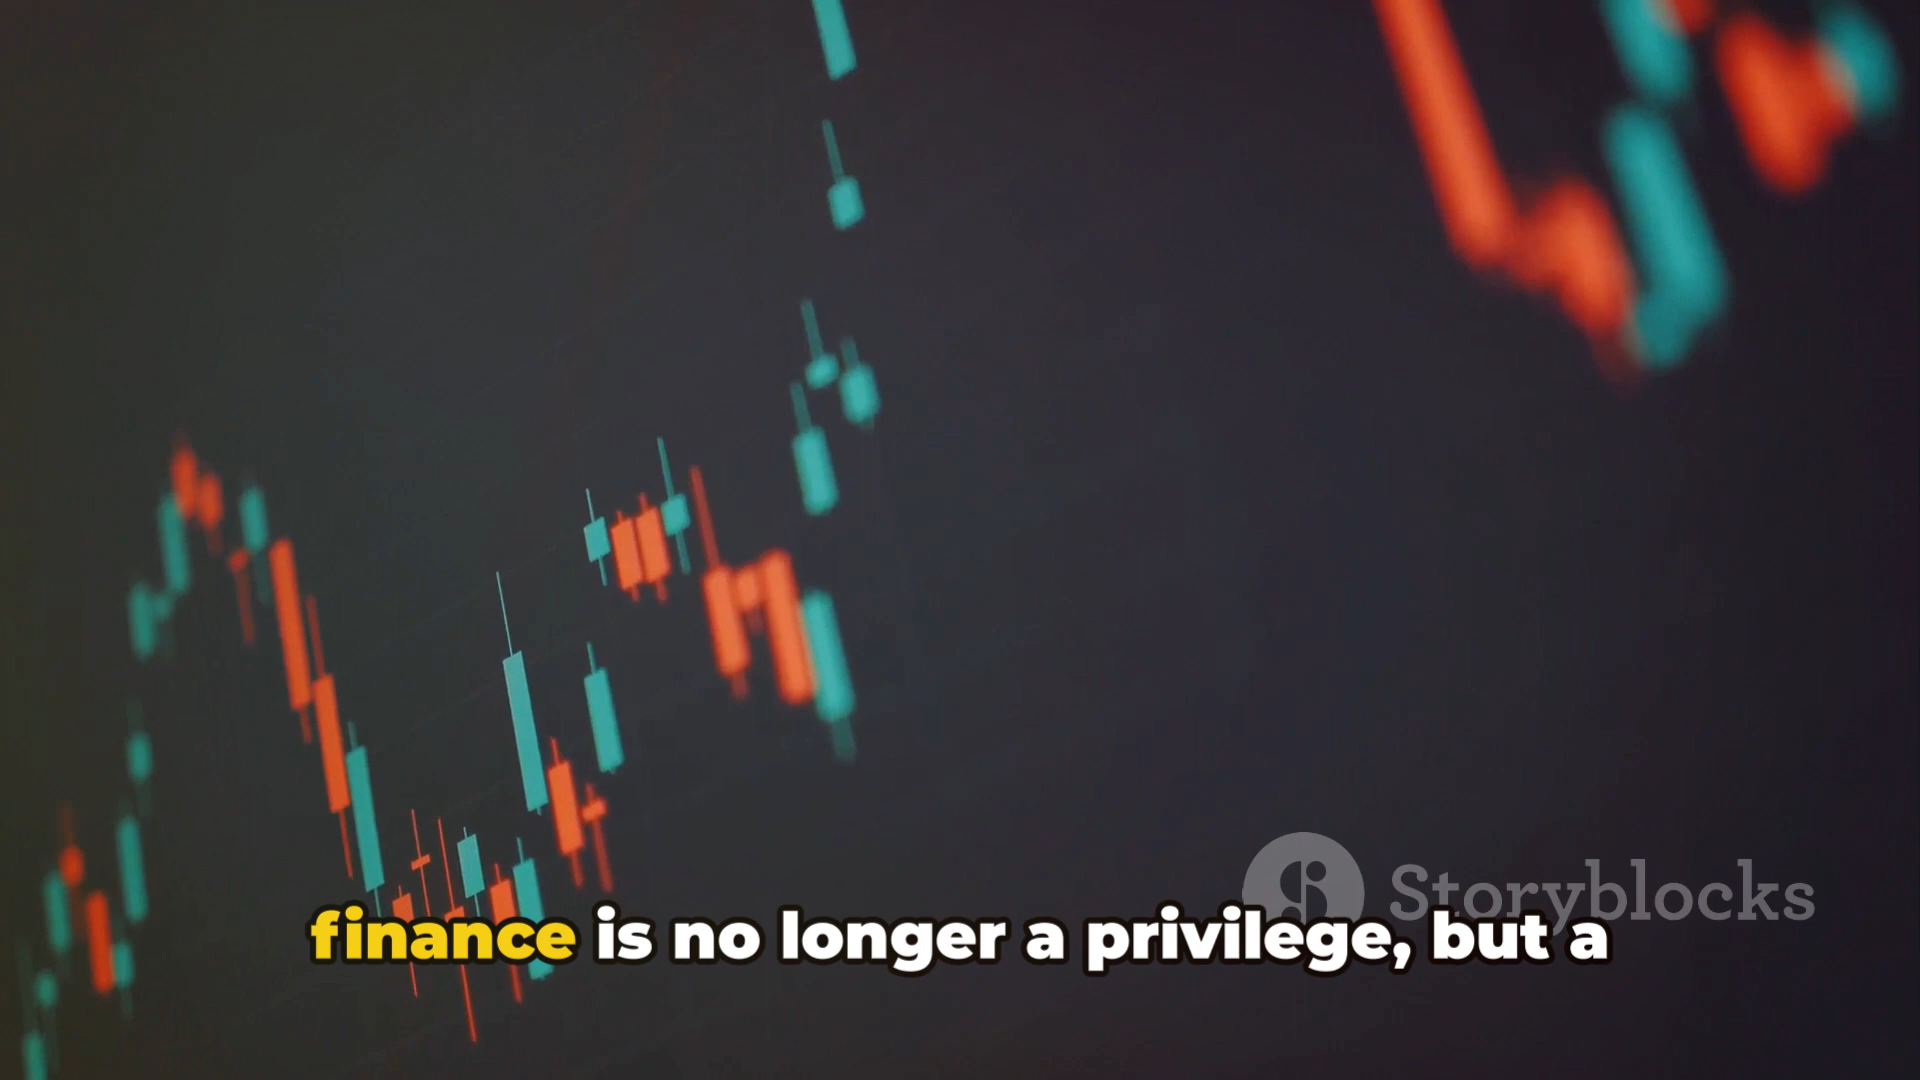 Storyblocks
finance is no longer a privilege, but a